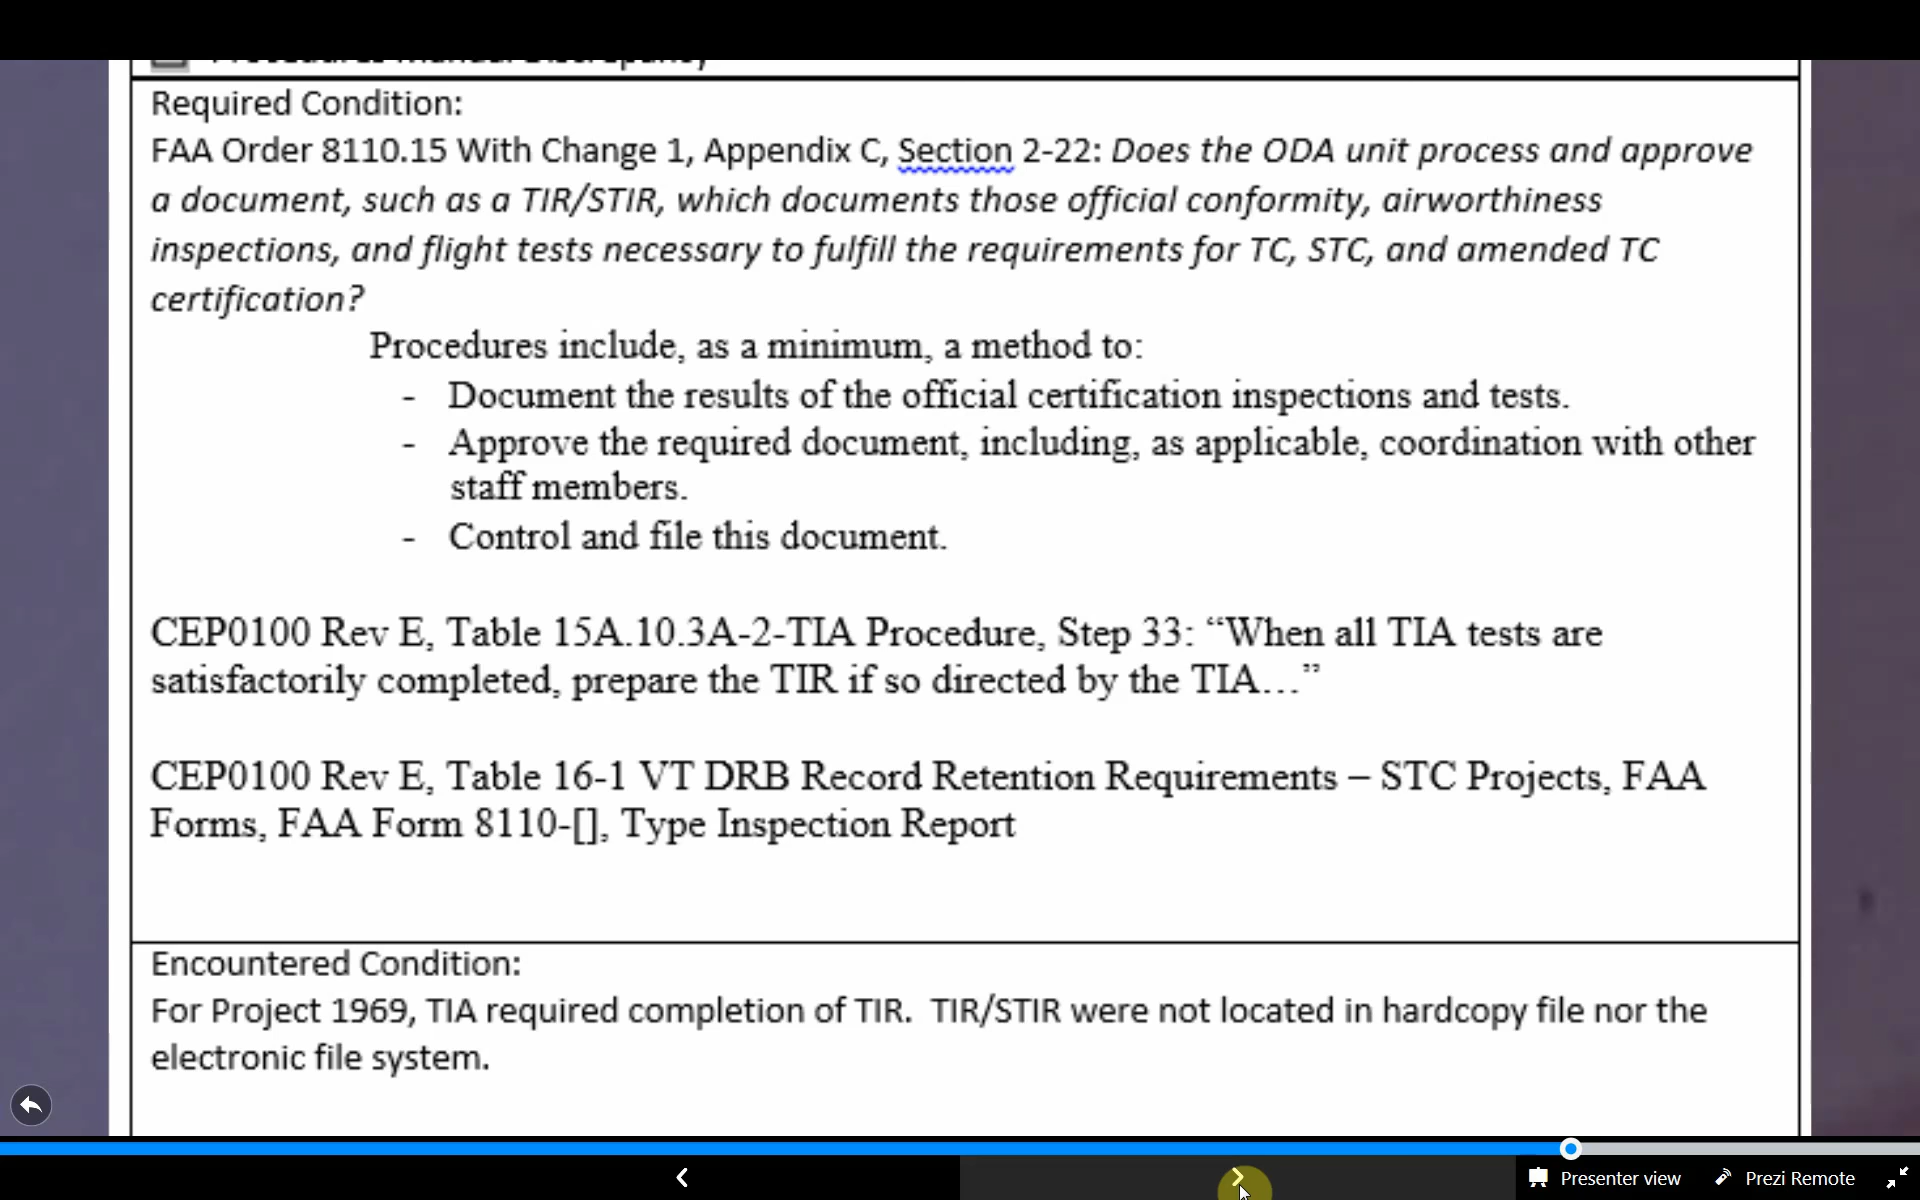 Procedures Manual Discrepancy
Required Condition:
FAA Order 8110.15 With Change 1, Appendix C, Section 2-22: Does the ODA unit process and approve
a document, such as a TIR/STIR, which documents those official conformity, airworthiness
inspections, and flight tests necessary to fulfill the requirements for TC, STC, and amended TC
certification?
Procedures include, as a minimum, a method to:
- Document the results of the official certification inspections and tests.
- Approve the required document, including, as applicable, coordination with other
staff members.
- Control and file this document.
CEP0100 Rev E, Table 15A.10.3A-2-TIA Procedure, Step 33: “When all TIA tests are
satisfactorily completed, prepare the TIR if so directed by the TIA…”
CEP0100 Rev E, Table 16-1 VT DRB Record Retention Requirements – STC Projects, FAA
Forms, FAA Form 8110-[], Type Inspection Report
Encountered Condition:
For Project 1969, TIA required completion of TIR.  TIR/STIR were not located in hardcopy file nor the
electronic file system.
Presenter view
Prezi Remote